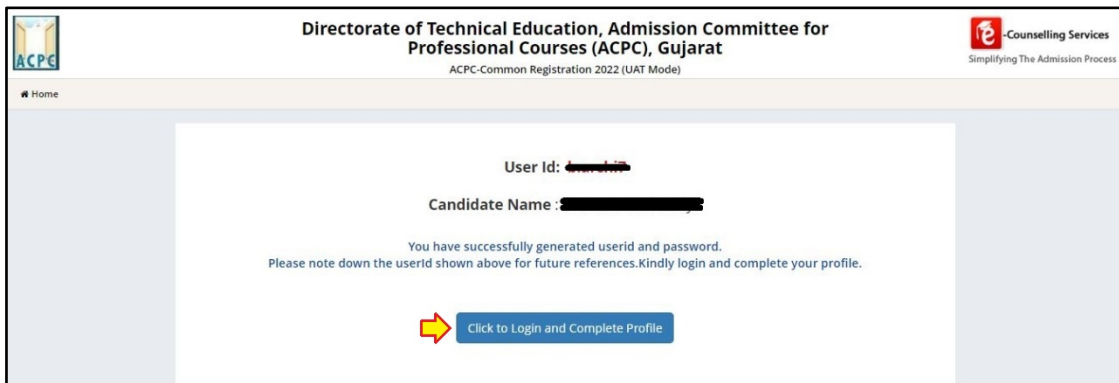 ACPC
Directorate of Technical Education, Admission Committee for
Professional Courses (ACPC), Gujarat
ACPC-Common Registration 2022 (UAT Mode)
e-Counselling Services
Simplifying The Admission Process
Home
User Id:
Candidate Name :
You have successfully generated userid and password.
Please note down the userId shown above for future references.Kindly login and complete your profile.
Click to Login and Complete Profile